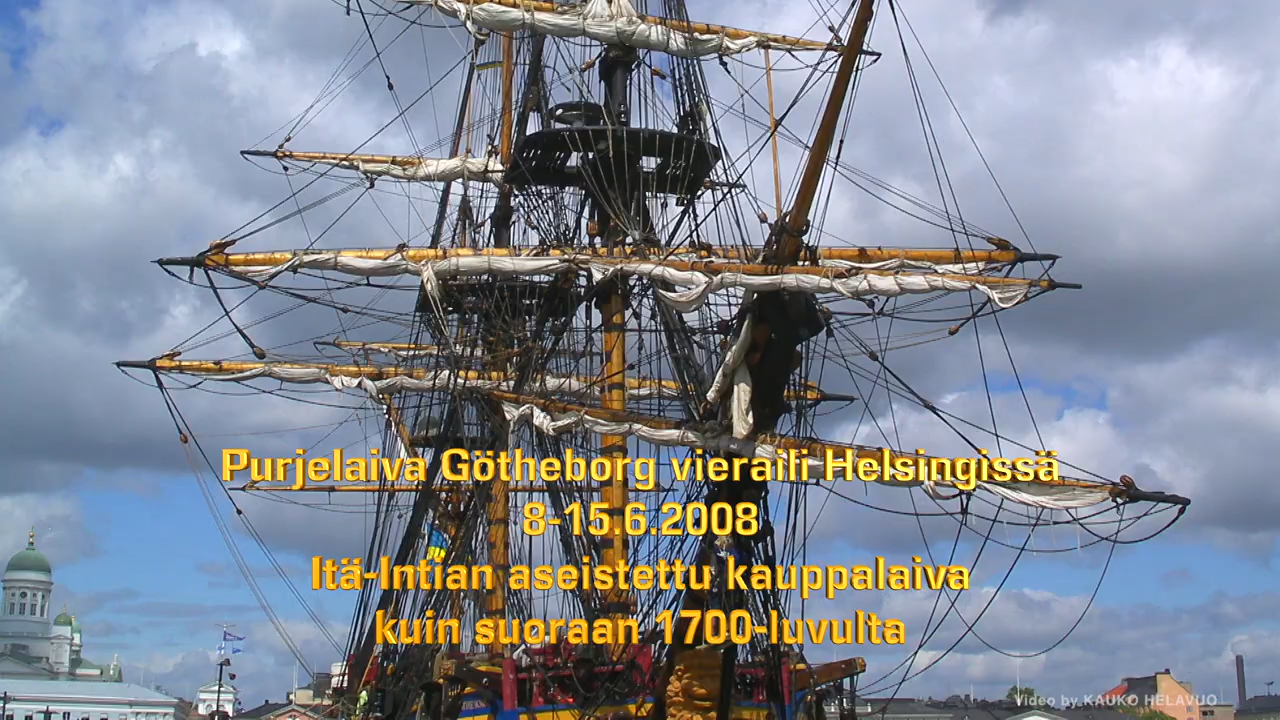 Purjelaiva Götheborg vieraili Helsingissä
8-15.6.2008
Itä-Intian aseistettu kauppalaiva
kuin suoraan 1700-luvulta
Video by KAUKO HELAVUO